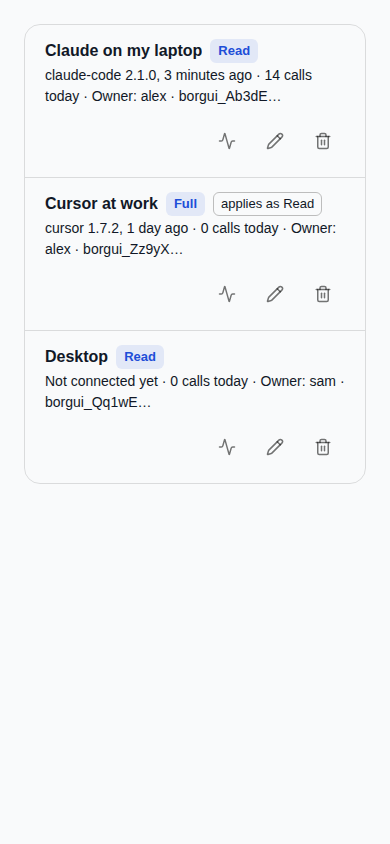 Claude on my laptop Read
claude-code 2.1.0, 3 minutes ago · 14 calls
today · Owner: alex · borgui_Ab3dE…
Cursor at work Full applies as Read
cursor 1.7.2, 1 day ago · 0 calls today · Owner:
alex · borgui_Zz9yX…
Desktop Read
Not connected yet · 0 calls today · Owner: sam ·
borgui_Qq1wE…